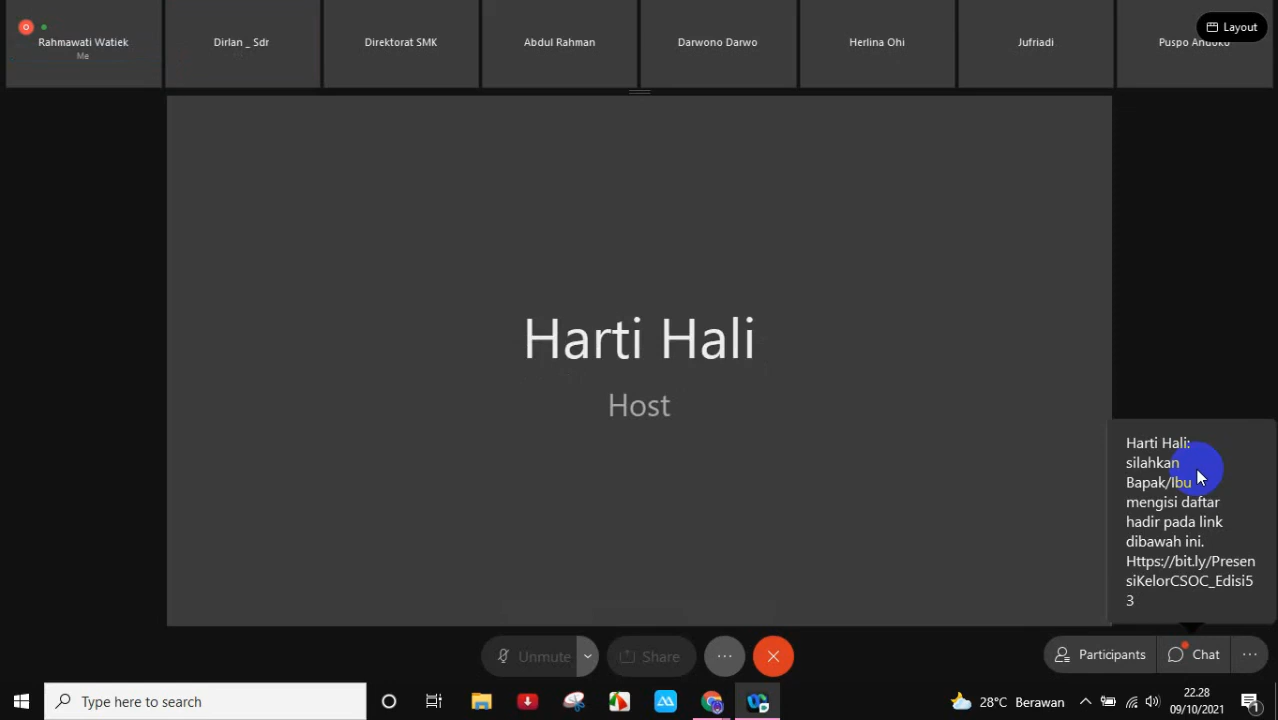 Layout
Rahmawati Watiek
Me
Dirlan _ Sdr
Direktorat SMK
Abdul Rahman
Darwono Darwo
Herlina Ohi
Jufriadi
Puspo Andoko
Harti Hali
Host
Harti Hali:
silahkan
Bapak/Ibu
mengisi daftar
hadir pada link
dibawah ini.
Https://bit.ly/Presen
siKelorCSOC_Edisi5
3
Unmute
Share
Participants
Chat
Type here to search
28°C Berawan
22.28
09/10/2021
1